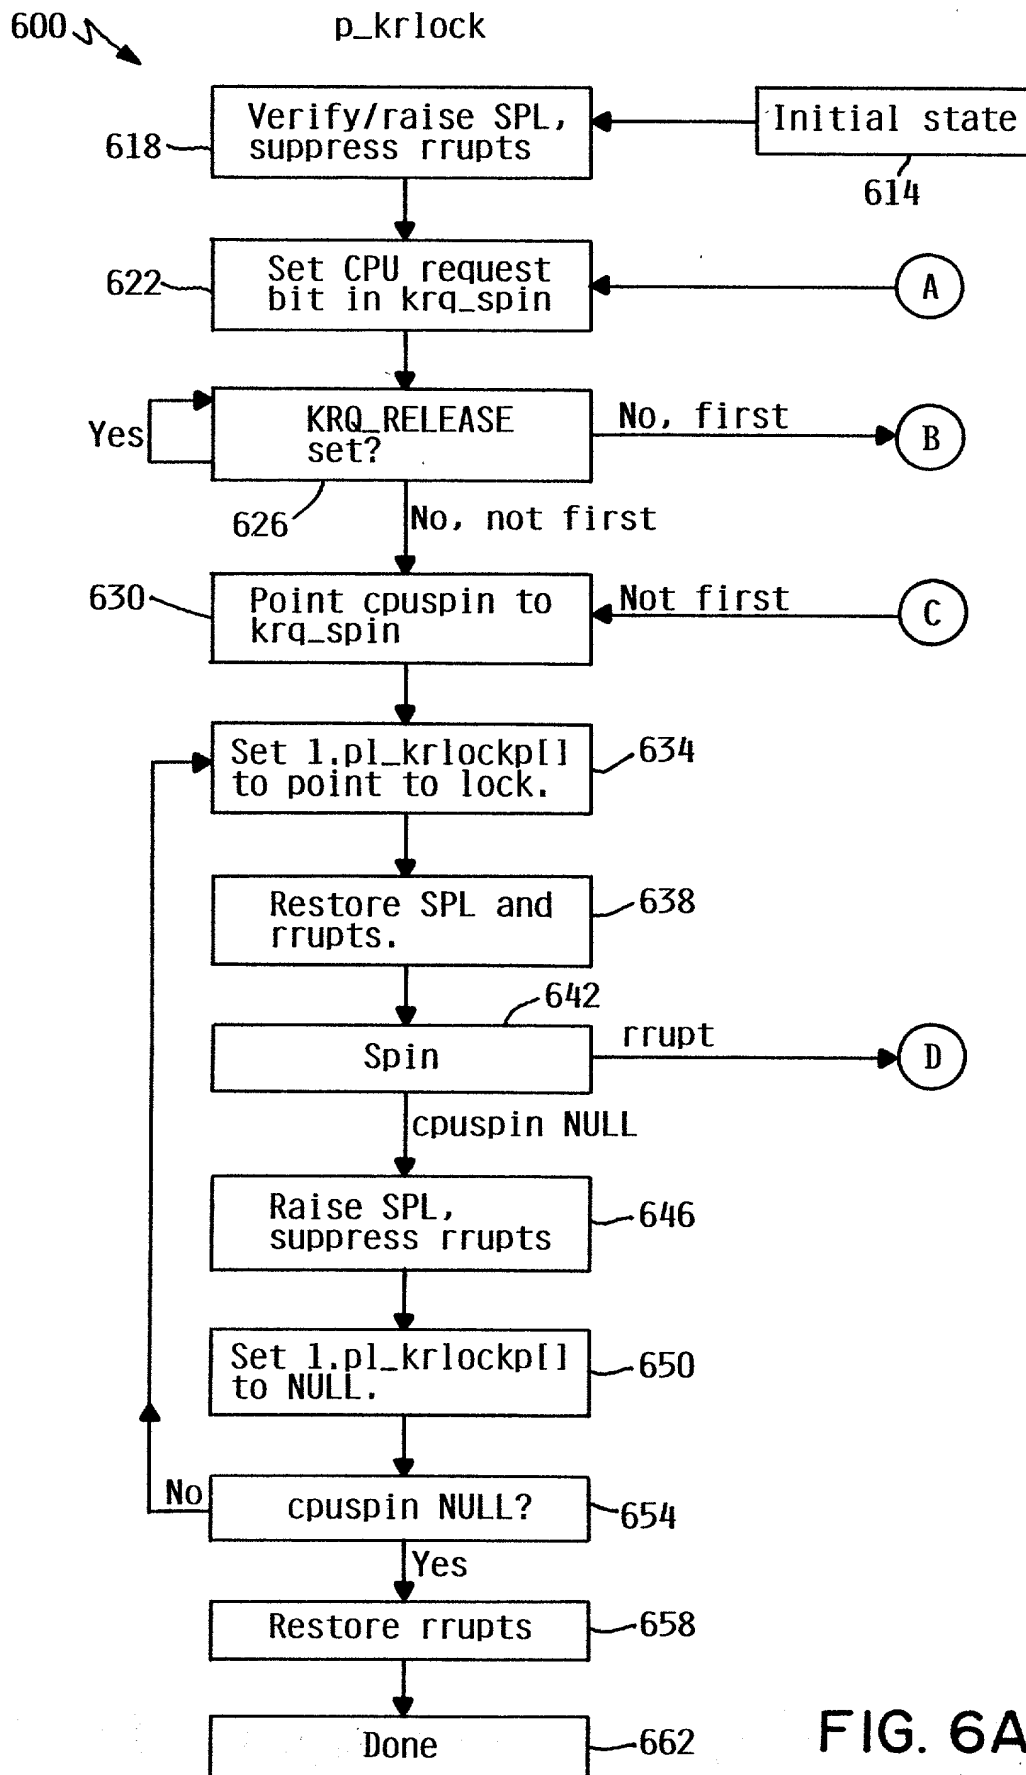 600
p_krlock
Verify/raise SPL,
suppress rrupts
618
Initial state
614
Set CPU request
bit in krq_spin
622
A
KRQ_RELEASE
set?
Yes
No, first
B
626
No, not first
630
Point cpuspin to
krq_spin
Not first
C
Set l.pl_krlockp[]
to point to lock.
634
Restore SPL and
rrupts.
638
642
Spin
rrupt
D
cpuspin NULL
Raise SPL,
suppress rrupts
646
Set l.pl_krlockp[]
to NULL.
650
No
cpuspin NULL?
654
Yes
Restore rrupts
658
Done
662
FIG. 6A